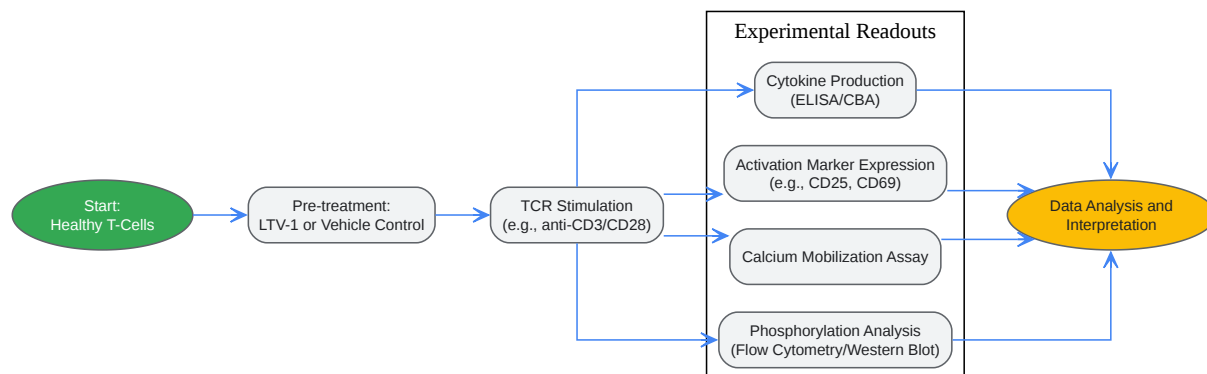 Start:
Healthy T-Cells
Pre-treatment:
LTV-1 or Vehicle Control
TCR Stimulation
(e.g., anti-CD3/CD28)
Experimental Readouts
Cytokine Production
(ELISA/CBA)
Activation Marker Expression
(e.g., CD25, CD69)
Calcium Mobilization Assay
Phosphorylation Analysis
(Flow Cytometry/Western Blot)
Data Analysis and
Interpretation